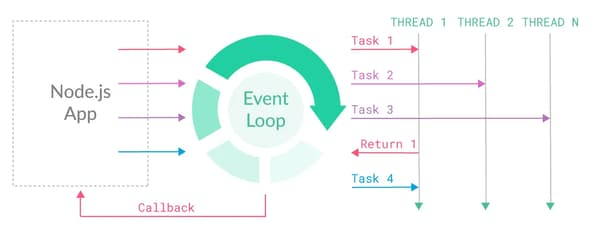 THREAD 1
THREAD 2
THREAD N
Task 1
Task 2
Task 3
Return 1
Task 4
Node.js
App
Event
Loop
Callback